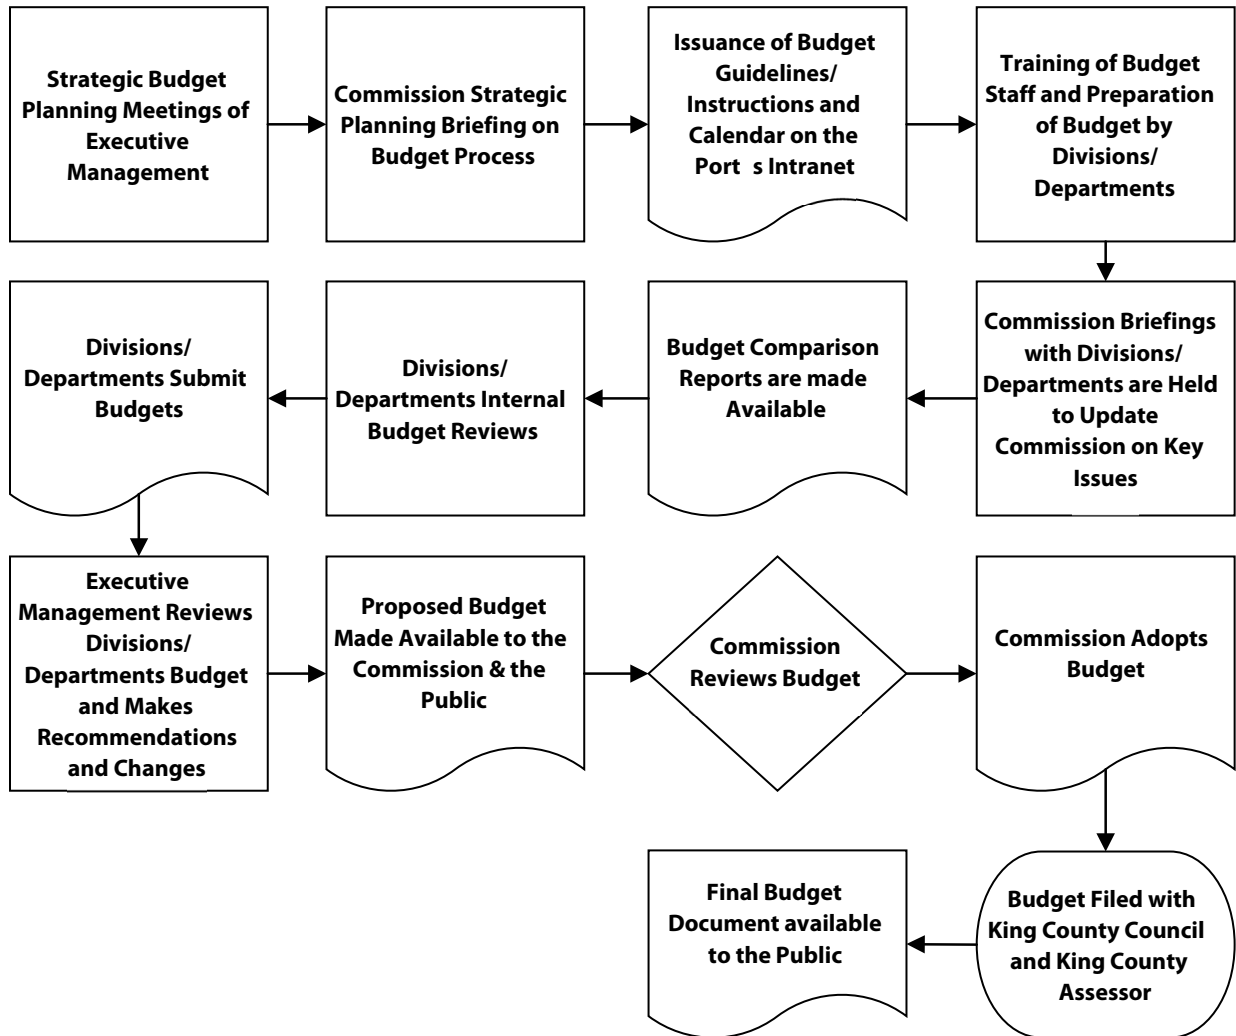 Strategic Budget
Planning Meetings of
Executive
Management
Commission Strategic
Planning Briefing on
Budget Process
Issuance of Budget
Guidelines/
Instructions and
Calendar on the
Port s Intranet
Training of Budget
Staff and Preparation
of Budget by
Divisions/
Departments
Commission Briefings
with Divisions/
Departments are Held
to Update
Commission on Key
Issues
Budget Comparison
Reports are made
Available
Divisions/
Departments Internal
Budget Reviews
Divisions/
Departments Submit
Budgets
Executive
Management Reviews
Divisions/
Departments Budget
and Makes
Recommendations
and Changes
Proposed Budget
Made Available to the
Commission & the
Public
Commission
Reviews Budget
Commission Adopts
Budget
Budget Filed with
King County Council
and King County
Assessor
Final Budget
Document available
to the Public